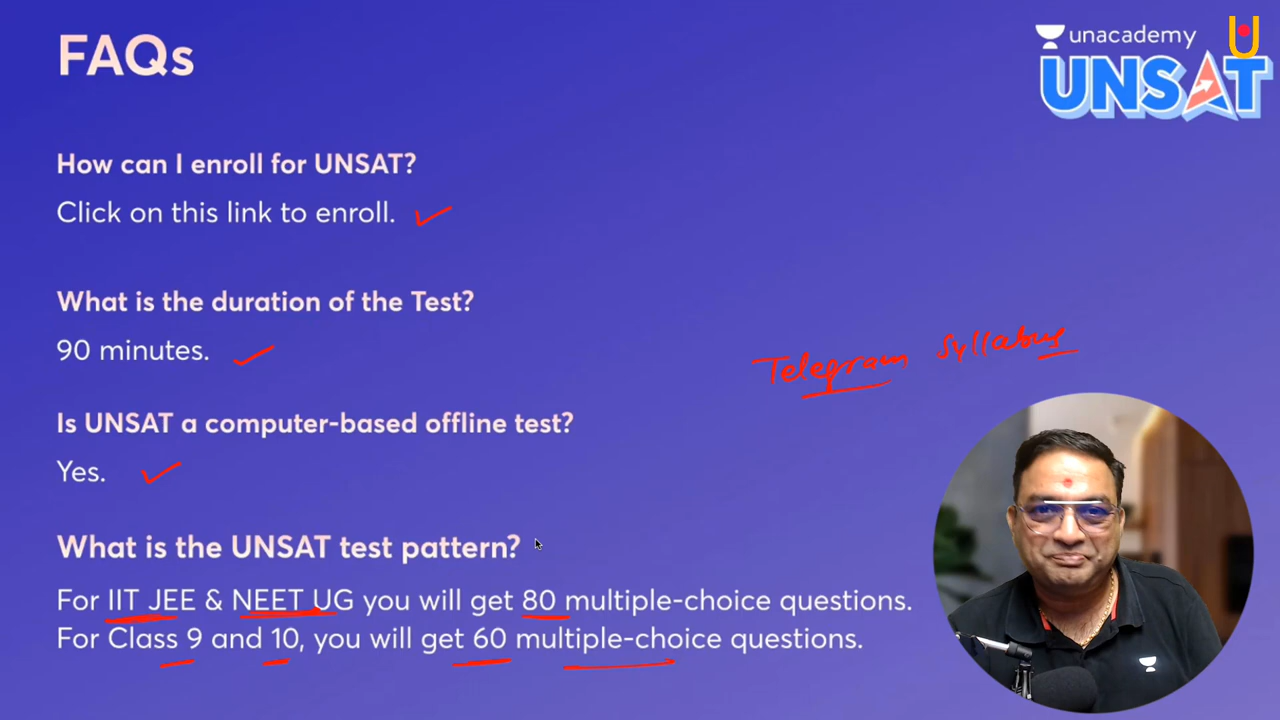 FAQs
unacademy
UNSAT
How can I enroll for UNSAT?
Click on this link to enroll.
What is the duration of the Test?
90 minutes.
Telegram Syllabus
Is UNSAT a computer-based offline test?
Yes.
What is the UNSAT test pattern?
For IIT JEE & NEET UG you will get 80 multiple-choice questions.
For Class 9 and 10, you will get 60 multiple-choice questions.